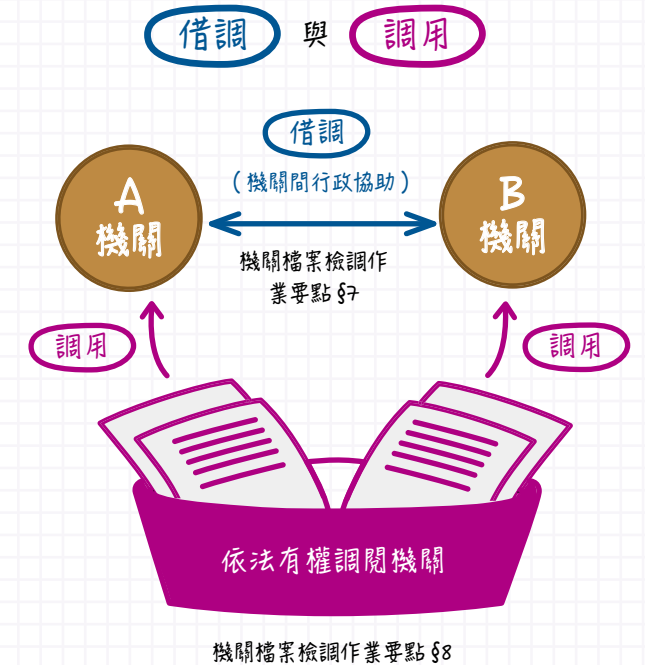 借調 與 調用
借調
(機關間行政協助)
A
機關
B
機關
機關檔案檢調作
業要點 §7
調用
調用
依法有權調閱機關
機關檔案檢調作業要點 §8